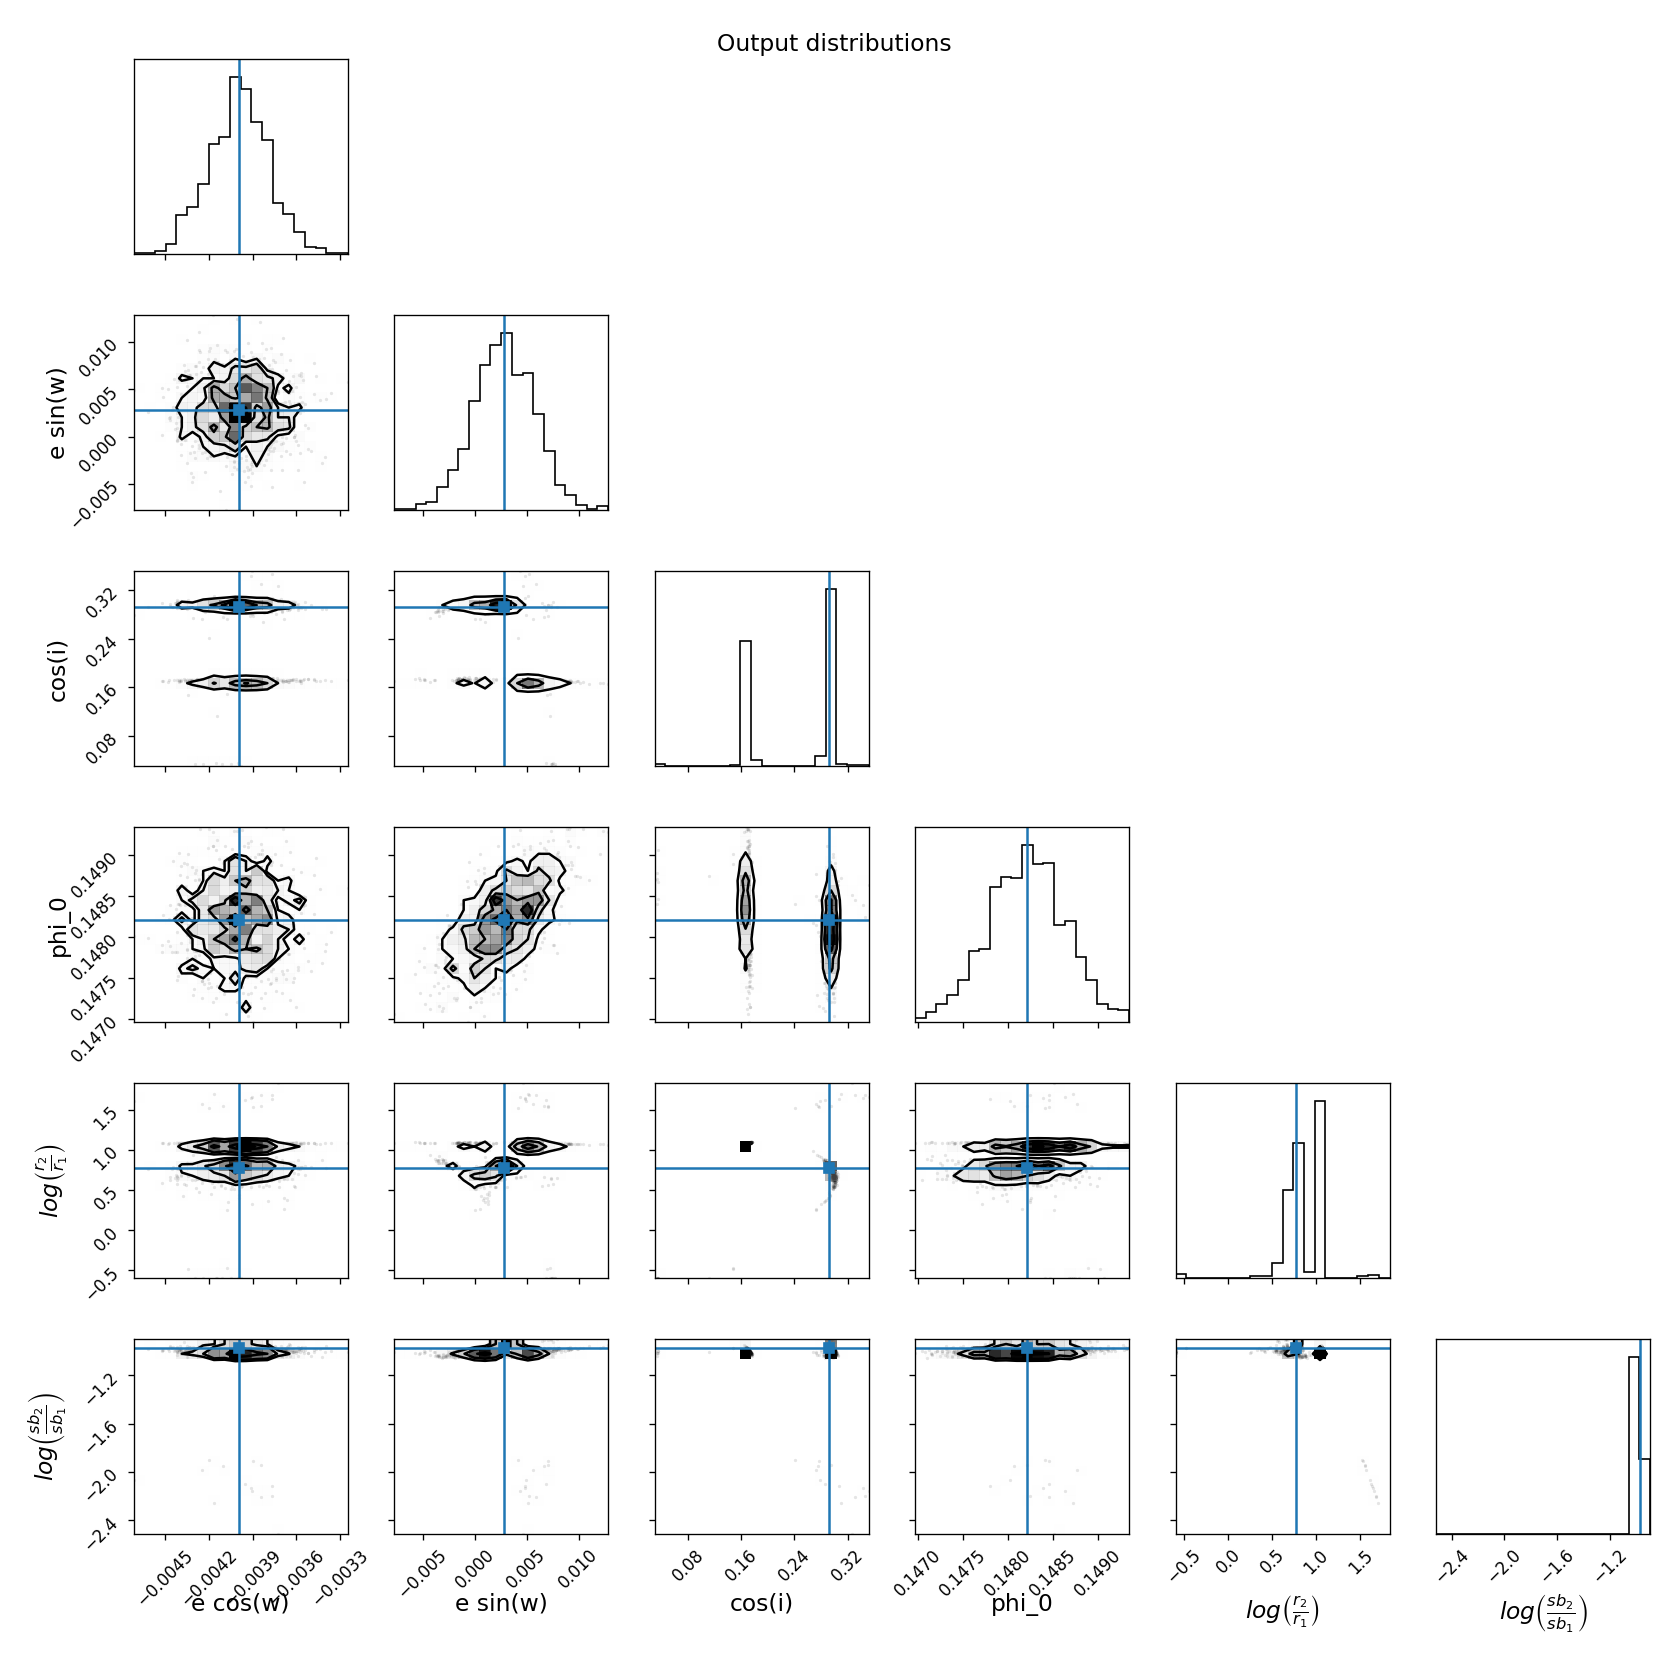 Output distributions
e sin(w)
0.010
0.005
0.000
−0.005
cos(i)
0.32
0.24
0.16
0.08
phi_0
0.1490
0.1485
0.1480
0.1475
0.1470
log(r2/r1)
1.5
1.0
0.5
0.0
−0.5
log(sb2/sb1)
−1.2
−1.6
−2.0
−2.4
−0.0045 −0.0042 −0.0039 −0.0036 −0.0033
−0.005 0.000 0.005 0.010
0.08 0.16 0.24 0.32
0.1470 0.1475 0.1480 0.1485 0.1490
−0.5 0.0 0.5 1.0 1.5
−2.4 −2.0 −1.6 −1.2
e cos(w) e sin(w) cos(i) phi_0 log(r2/r1) log(sb2/sb1)